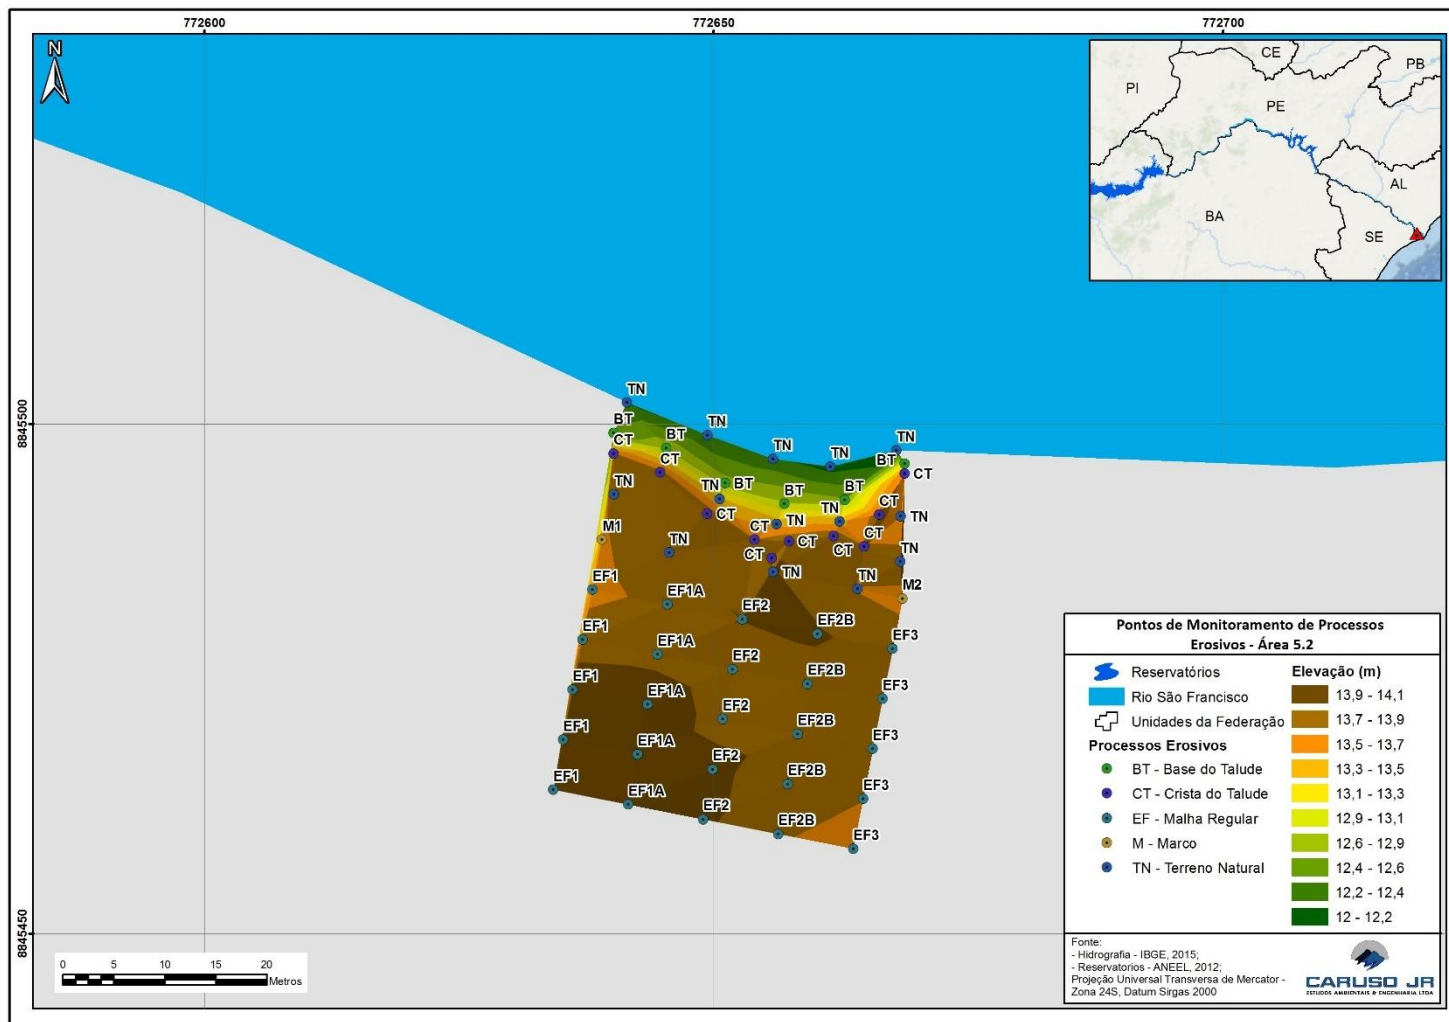 772600
772650
772700
N
CE
PB
PI
PE
AL
BA
SE
8845500
8845450
TN
BT
TN
CT
BT
TN
TN
TN
BT
CT
CT
TN
BT
TN
BT
BT
CT
CT
TN
TN
CT
TN
M1
CT
CT
CT
CT
TN
TN
CT
TN
TN
M2
EF1
EF1A
EF2
EF2B
EF3
EF1
EF1A
EF2
EF2B
EF3
EF1
EF1A
EF2
EF2B
EF3
EF1
EF1A
EF2
EF2B
EF3
EF1
EF1A
EF2
EF2B
EF3
Pontos de Monitoramento de Processos
Erosivos - Área 5.2
Reservatórios
Rio São Francisco
Unidades da Federação
Processos Erosivos
BT - Base do Talude
CT - Crista do Talude
EF - Malha Regular
M - Marco
TN - Terreno Natural
Elevação (m)
13,9 - 14,1
13,7 - 13,9
13,5 - 13,7
13,3 - 13,5
13,1 - 13,3
12,9 - 13,1
12,6 - 12,9
12,4 - 12,6
12,2 - 12,4
12 - 12,2
0 5 10 15 20
Metros
Fonte:
- Hidrografia - IBGE, 2015;
- Reservatorios - ANEEL, 2012;
Projeção Universal Transversa de Mercator -
Zona 24S, Datum Sirgas 2000
CARUSO JR
ESTUDOS AMBIENTAIS & ENGENHARIA LTDA